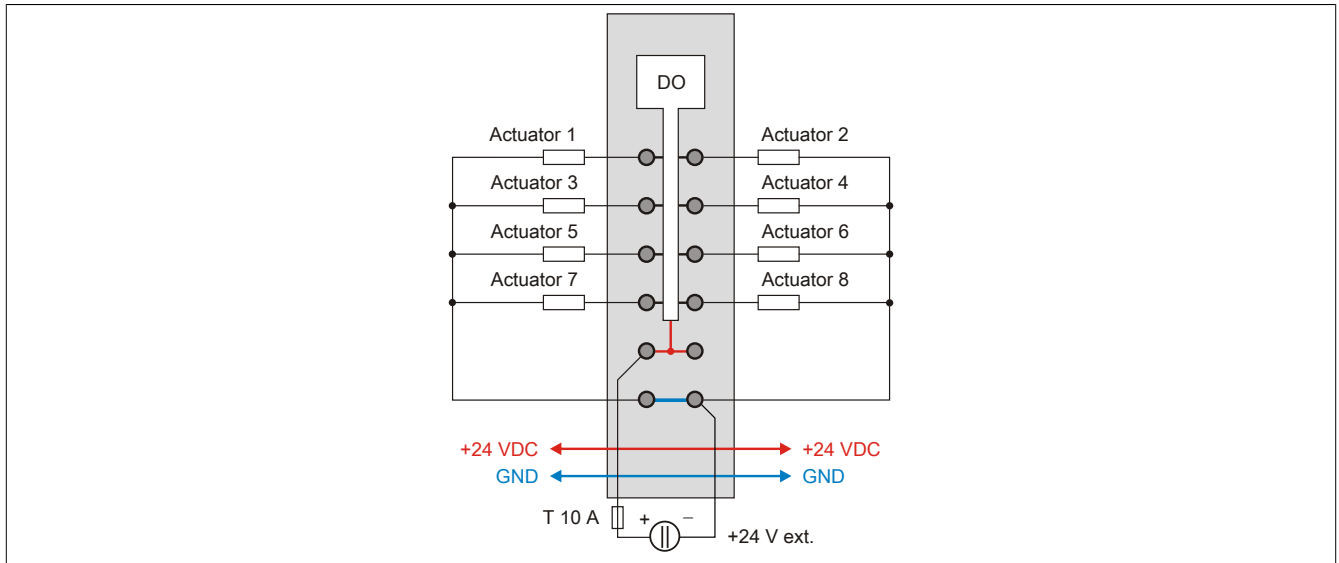 DO
Actuator 1
Actuator 2
Actuator 3
Actuator 4
Actuator 5
Actuator 6
Actuator 7
Actuator 8
+24 VDC
+24 VDC
GND
GND
T 10 A
+
−
+24 V ext.